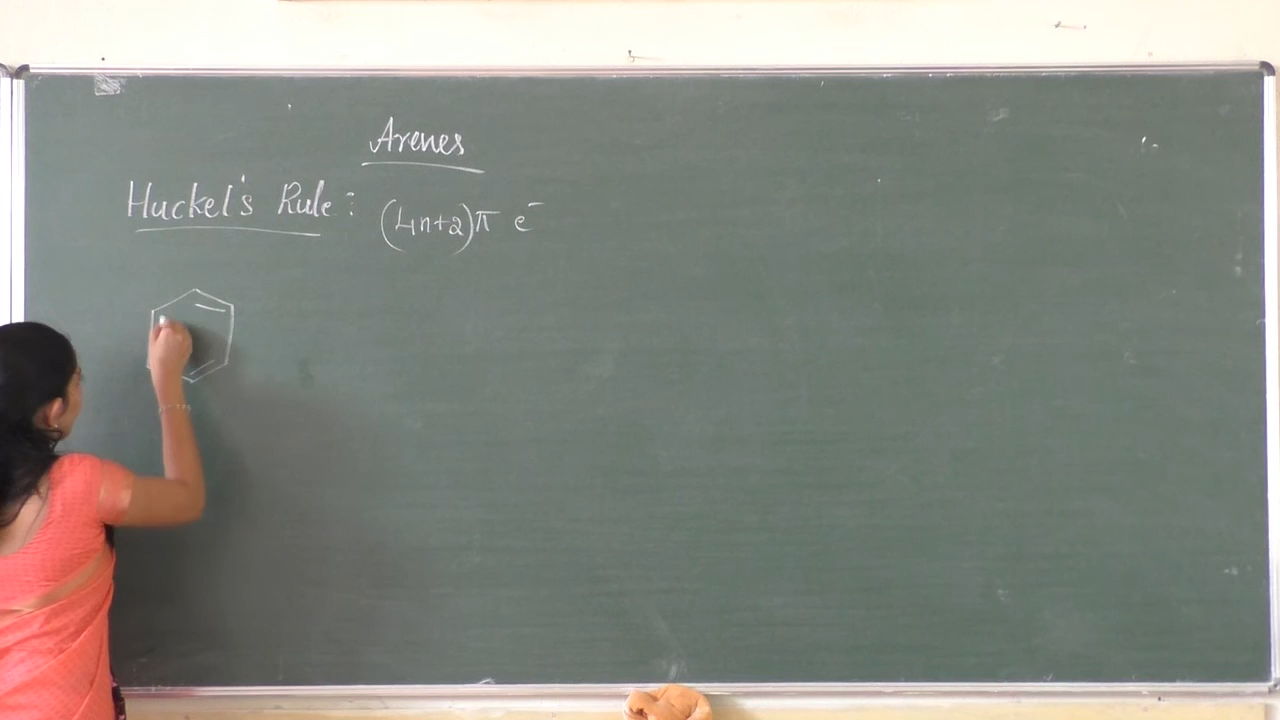 Arenes
Huckel's Rule : (4n+2)π e⁻